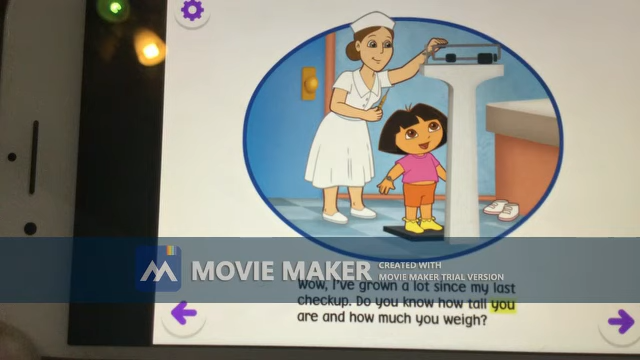 MOVIE MAKER
CREATED WITH
MOVIE MAKER TRIAL VERSION
Wow, I've grown a lot since my last
checkup. Do you know how tall you
are and how much you weigh?